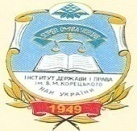 ІНСТИТУТ ДЕРЖАВИ І ПРАВА
ІМ. В. М. КОРЕЦЬКОГО
НАН УКРАЇНИ
1949